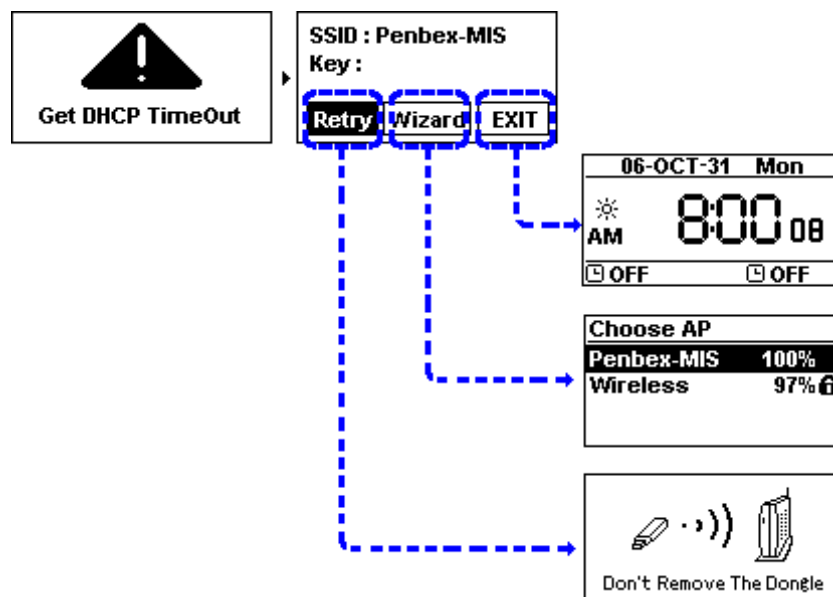 Get DHCP TimeOut
SSID : Penbex-MIS
Key :
Retry Wizard EXIT
06-OCT-31 Mon
AM 8:00 08
OFF OFF
Choose AP
Penbex-MIS 100%
Wireless 97%
Don't Remove The Dongle